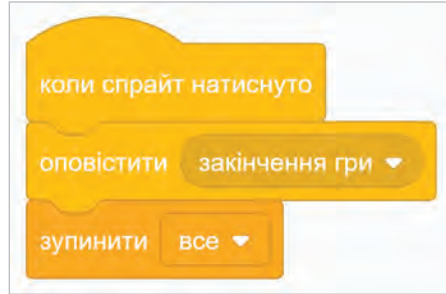 коли спрайт натиснуто
оповістити закінчення гри
зупинити все